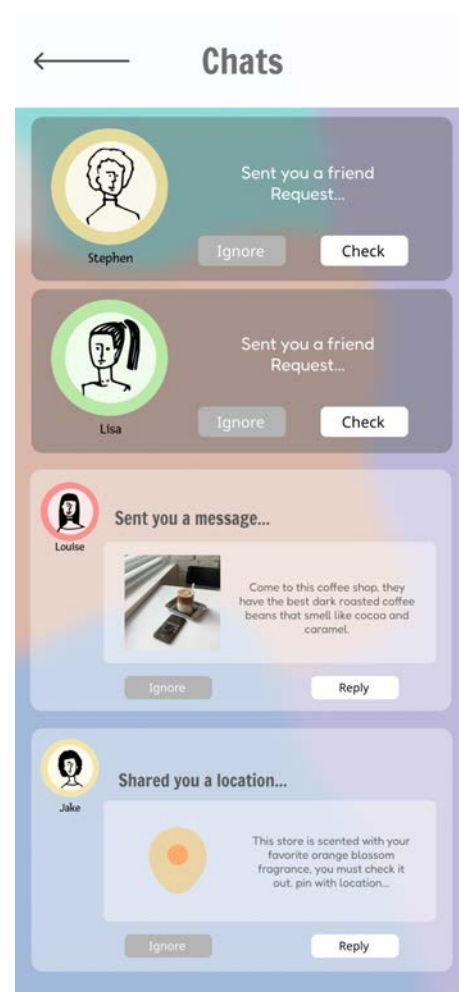 Chats
Sent you a friend
Request...
Stephen
Ignore
Check
Sent you a friend
Request...
Lisa
Ignore
Check
Louise
Sent you a message...
Come to this coffee shop, they
have the best dark roasted coffee
beans that smell like cocoa and
caramel.
Ignore
Reply
Jake
Shared you a location...
This store is scented with your
favorite orange blossom
fragrance, you must check it
out. pin with location...
Ignore
Reply